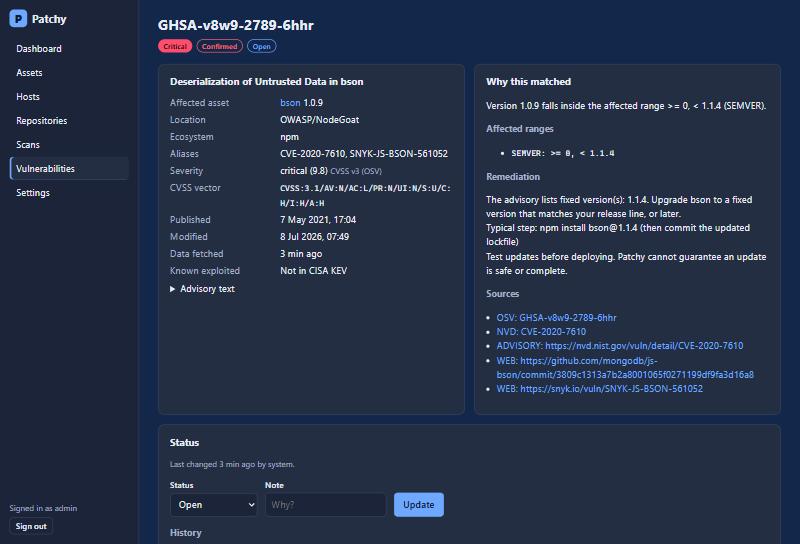 P Patchy
Dashboard
Assets
Hosts
Repositories
Scans
Vulnerabilities
Settings
Signed in as admin
Sign out
GHSA-v8w9-2789-6hhr
Critical Confirmed Open
Deserialization of Untrusted Data in bson
Affected asset bson 1.0.9
Location OWASP/NodeGoat
Ecosystem npm
Aliases CVE-2020-7610, SNYK-JS-BSON-561052
Severity critical (9.8) CVSS v3 (OSV)
CVSS vector CVSS:3.1/AV:N/AC:L/PR:N/UI:N/S:U/C:
H/I:H/A:H
Published 7 May 2021, 17:04
Modified 8 Jul 2026, 07:49
Data fetched 3 min ago
Known exploited Not in CISA KEV
▶ Advisory text
Why this matched
Version 1.0.9 falls inside the affected range >= 0, < 1.1.4 (SEMVER).
Affected ranges
• SEMVER: >= 0, < 1.1.4
Remediation
The advisory lists fixed version(s): 1.1.4. Upgrade bson to a fixed
version that matches your release line, or later.
Typical step: npm install bson@1.1.4 (then commit the updated
lockfile)
Test updates before deploying. Patchy cannot guarantee an update
is safe or complete.
Sources
• OSV: GHSA-v8w9-2789-6hhr
• NVD: CVE-2020-7610
• ADVISORY: https://nvd.nist.gov/vuln/detail/CVE-2020-7610
• WEB: https://github.com/mongodb/js-
bson/commit/3809c1313a7b2a8001065f0271199df9fa3d16a8
• WEB: https://snyk.io/vuln/SNYK-JS-BSON-561052
Status
Last changed 3 min ago by system.
Status Note
Open Why? Update
History